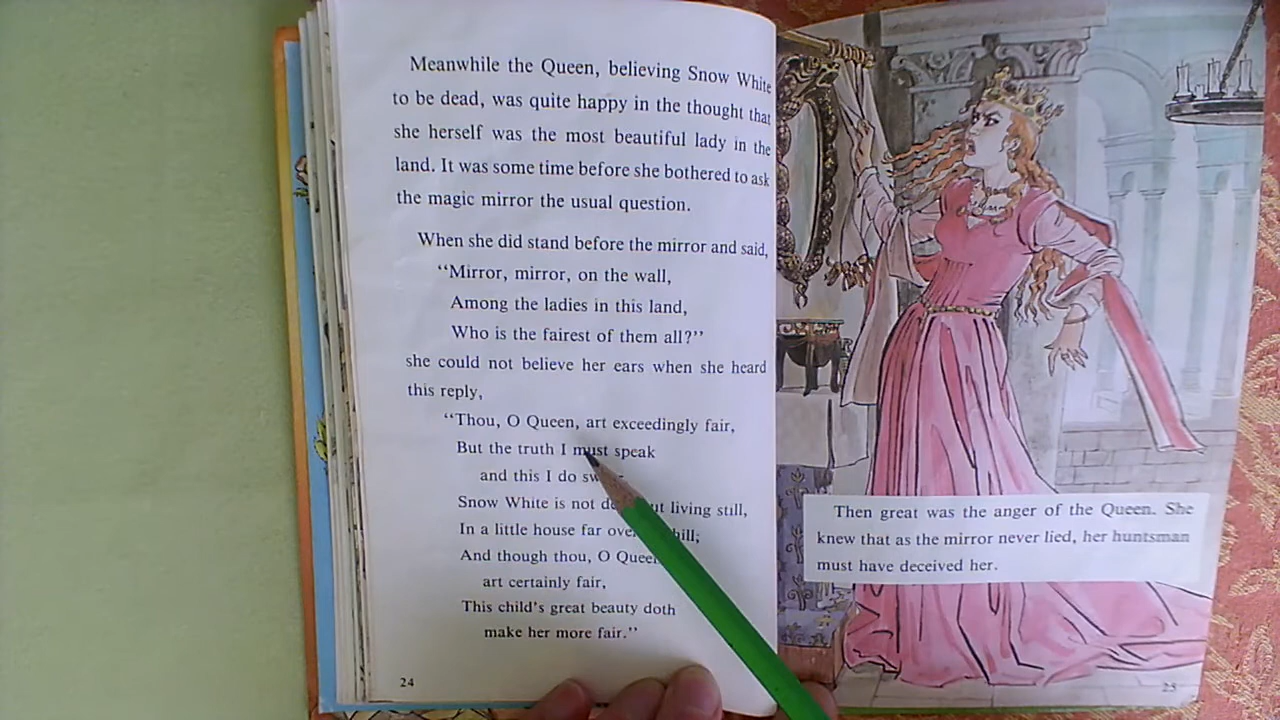 Meanwhile the Queen, believing Snow White
to be dead, was quite happy in the thought that
she herself was the most beautiful lady in the
land. It was some time before she bothered to ask
the magic mirror the usual question.
When she did stand before the mirror and said,
“Mirror, mirror, on the wall,
Among the ladies in this land,
Who is the fairest of them all?”
she could not believe her ears when she heard
this reply,
“Thou, O Queen, art exceedingly fair,
But the truth I must speak
and this I do
Snow White is not living still,
In a little house far hill;
And though thou, O Queen
art certainly fair,
This child's great beauty doth
make her more fair.”
24
Then great was the anger of the Queen. She
knew that as the mirror never lied, her huntsman
must have deceived her.
25